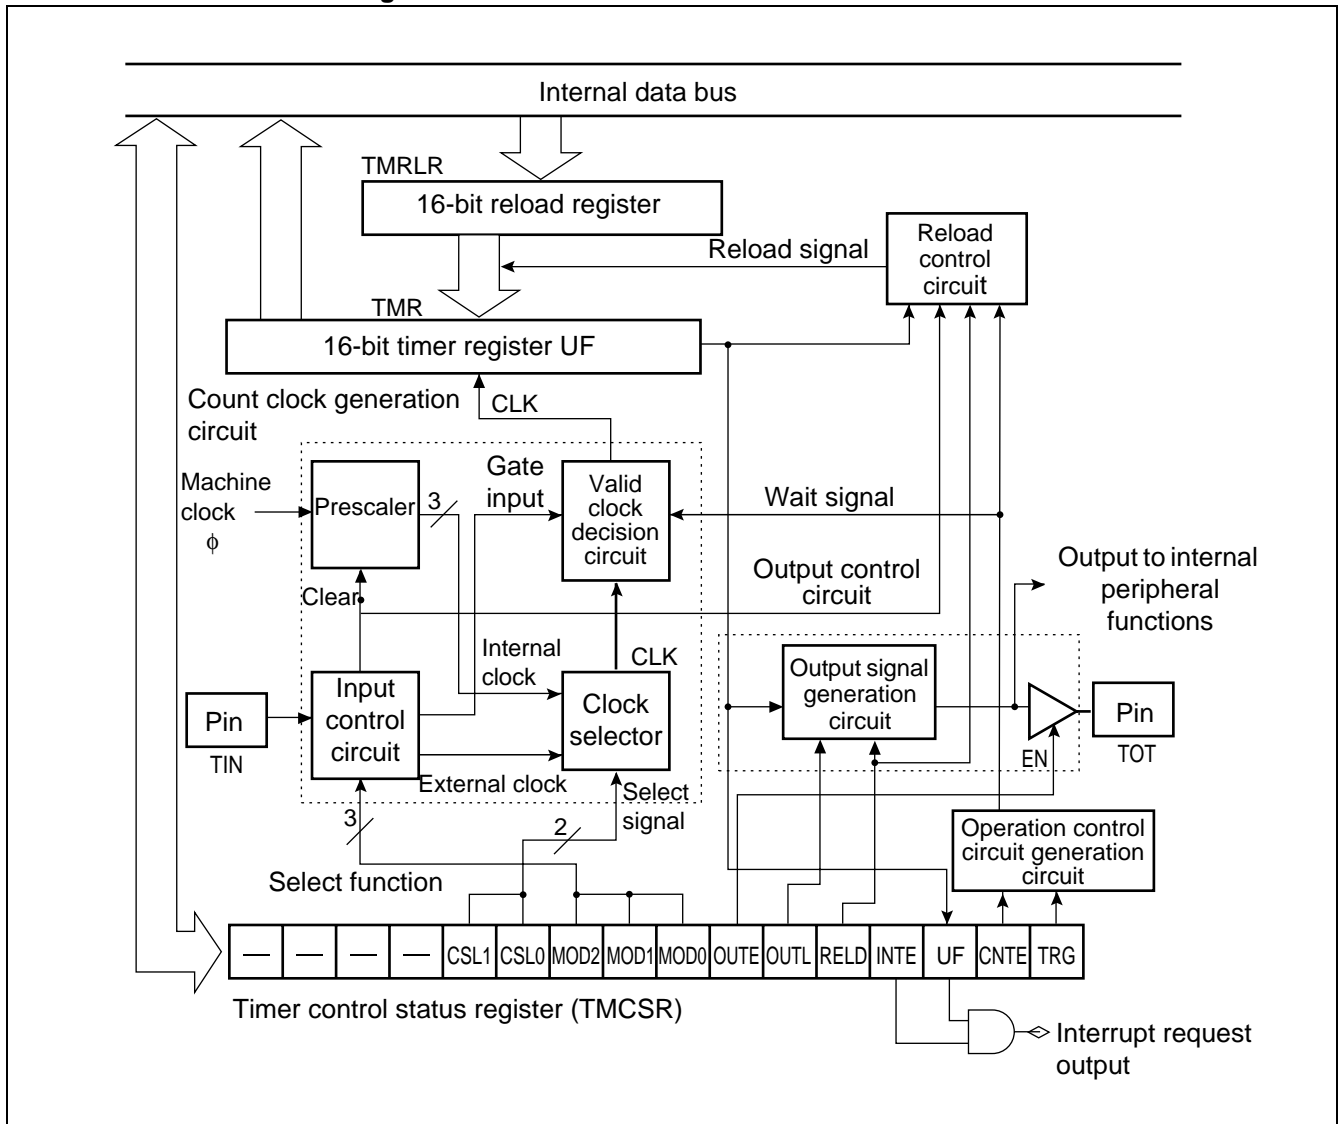 Internal data bus
TMRLR
16-bit reload register
Reload signal
Reload
control
circuit
TMR
16-bit timer register UF
Count clock generation
circuit
CLK
Machine
clock
φ
Prescaler
3
Gate
input
Valid
clock
decision
circuit
Wait signal
Clear
Output control
circuit
Output to internal
peripheral
functions
Internal
clock
CLK
Pin
TIN
Input
control
circuit
Clock
selector
External clock
Output signal
generation
circuit
EN
Pin
TOT
3
2
Select
signal
Select function
Operation control
circuit generation
circuit
— — — — CSL1 CSL0 MOD2 MOD1 MOD0 OUTE OUTL RELD INTE UF CNTE TRG
Timer control status register (TMCSR)
Interrupt request
output